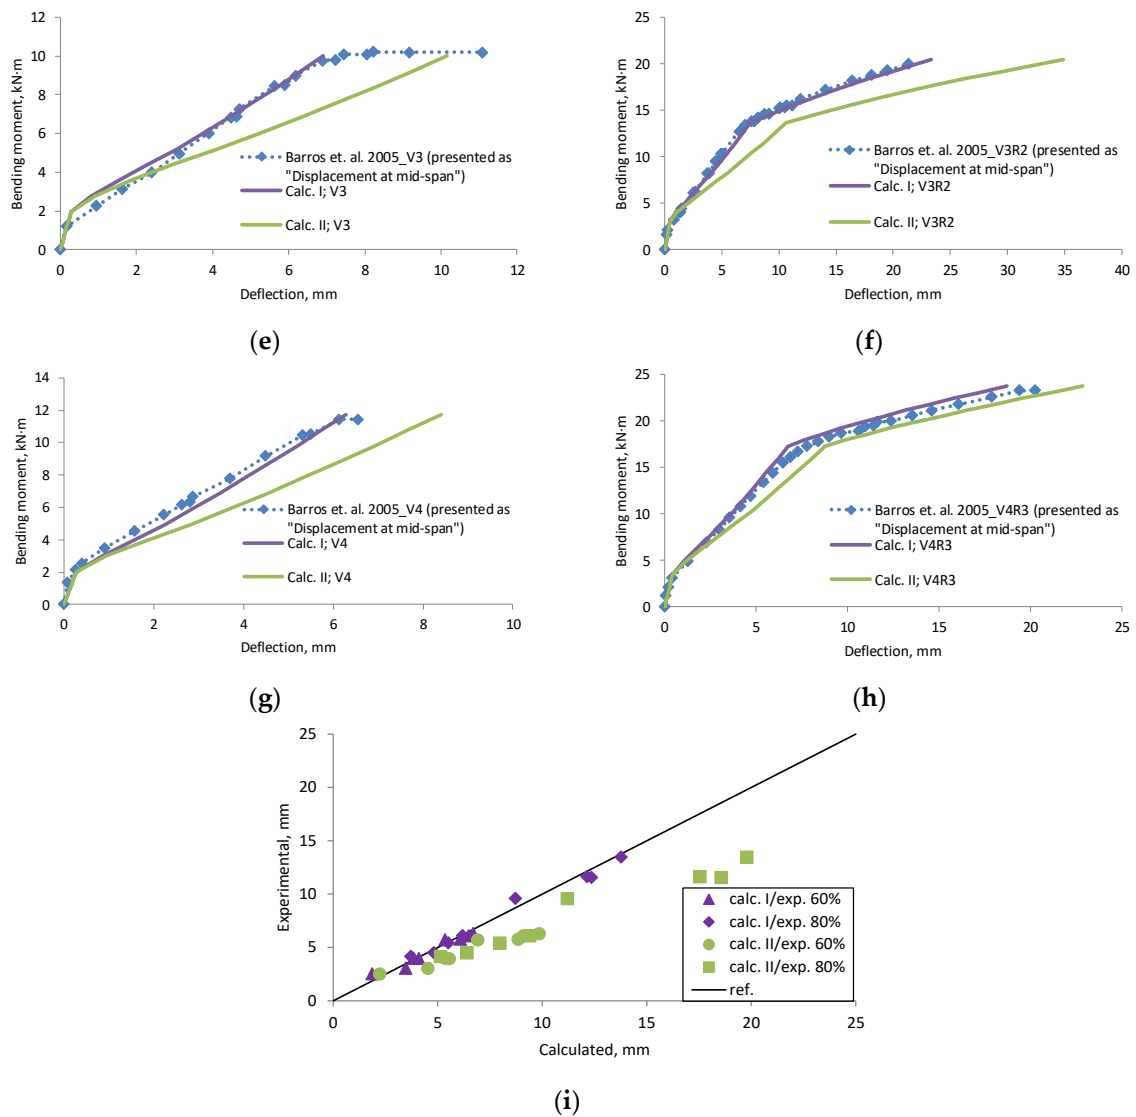 12
10
8
6
4
2
0
Bending moment, kN·m
Barros et. al. 2005_V3 (presented as
"Displacement at mid-span")
Calc. I; V3
Calc. II; V3
0 2 4 6 8 10 12
Deflection, mm
(e)
25
20
15
10
5
0
Bending moment, kN·m
Barros et. al. 2005_V3R2 (presented as
"Displacement at mid-span")
Calc. I; V3R2
Calc. II; V3R2
0 5 10 15 20 25 30 35 40
Deflection, mm
(f)
14
12
10
8
6
4
2
0
Bending moment, kN·m
Barros et. al. 2005_V4 (presented as
"Displacement at mid-span")
Calc. I; V4
Calc. II; V4
0 2 4 6 8 10
Deflection, mm
(g)
25
20
15
10
5
0
Bending moment, kN·m
Barros et. al. 2005_V4R3 (presented as
"Displacement at mid-span")
Calc. I; V4R3
Calc. II; V4R3
0 5 10 15 20 25
Deflection, mm
(h)
25
20
15
10
5
0
Experimental, mm
calc. I/exp. 60%
calc. I/exp. 80%
calc. II/exp. 60%
calc. II/exp. 80%
ref.
0 5 10 15 20 25
Calculated, mm
(i)